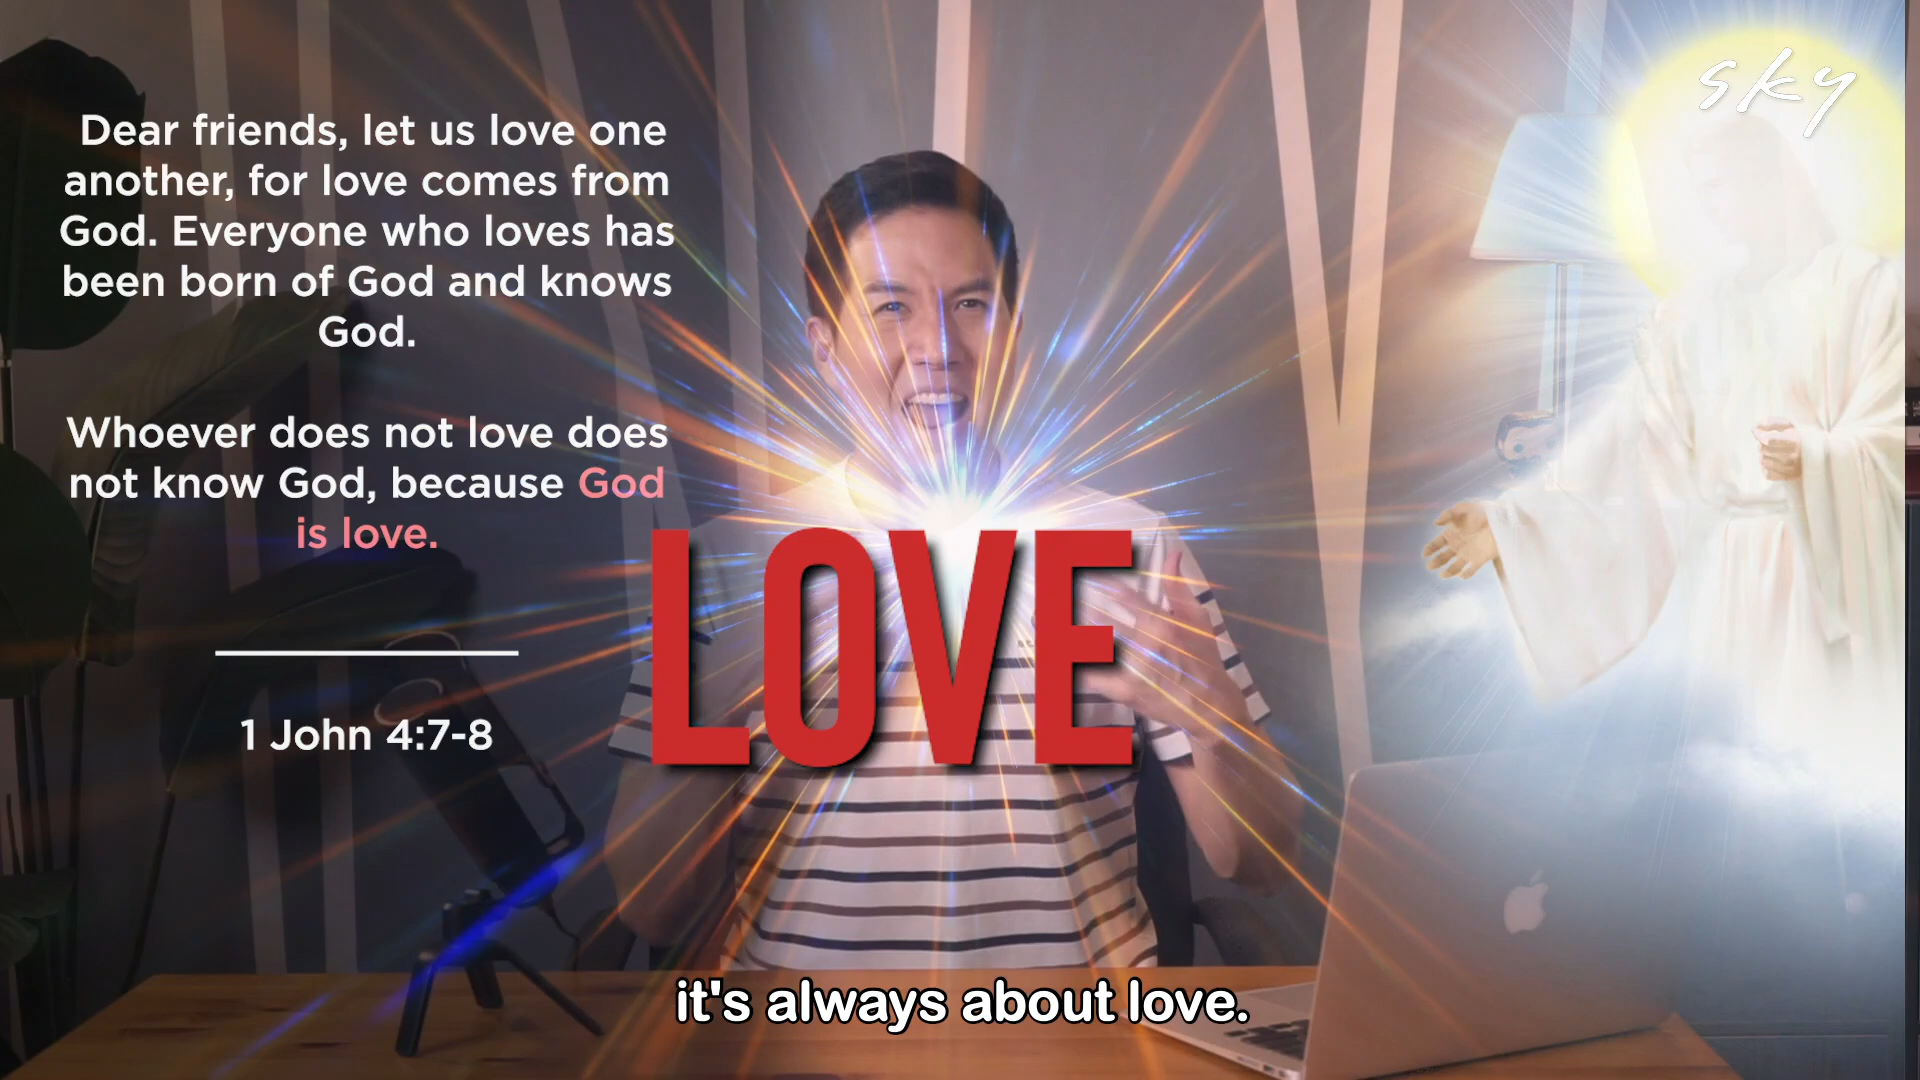 sky
Dear friends, let us love one
another, for love comes from
God. Everyone who loves has
been born of God and knows
God.
Whoever does not love does
not know God, because God
is love.
1 John 4:7-8
LOVE
it's always about love.